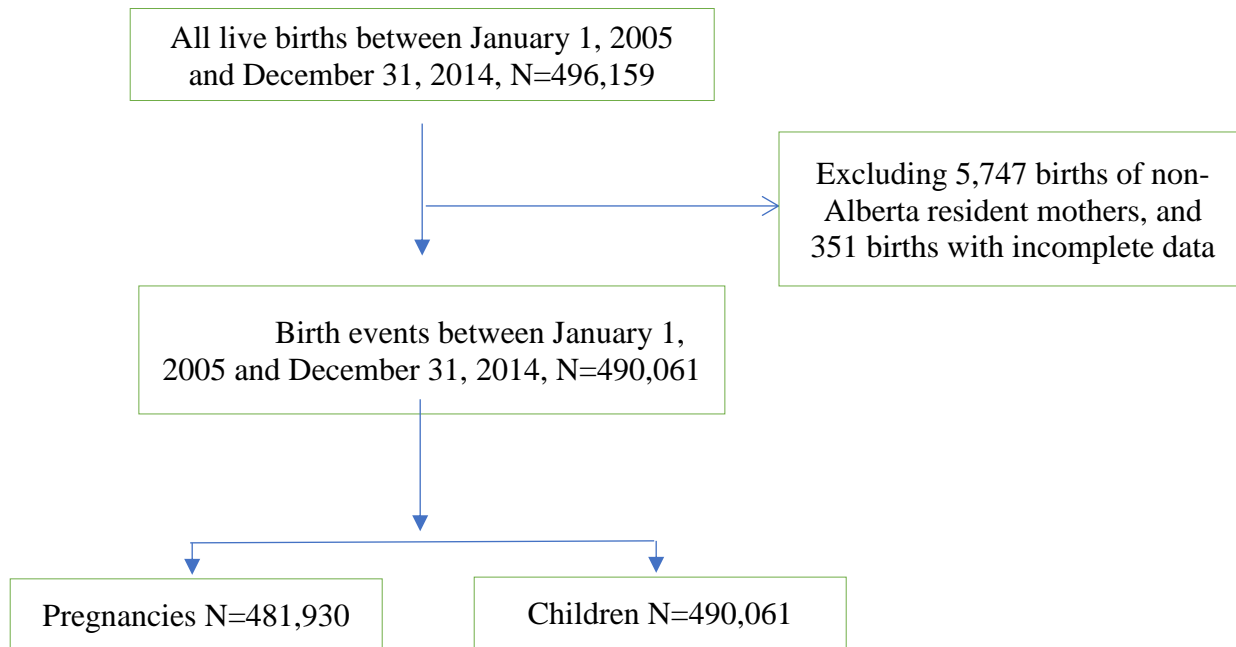 All live births between January 1, 2005
and December 31, 2014, N=496,159
Excluding 5,747 births of non-
Alberta resident mothers, and
351 births with incomplete data
Birth events between January 1,
2005 and December 31, 2014, N=490,061
Pregnancies N=481,930
Children N=490,061